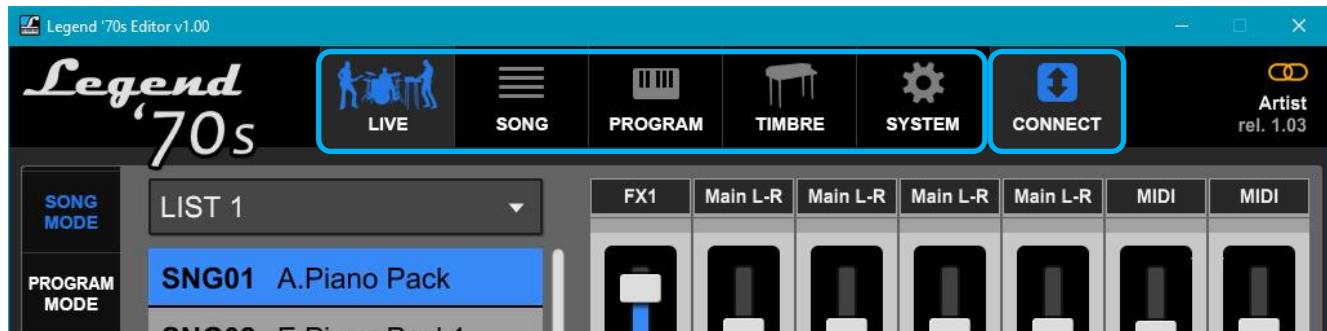 Legend '70s Editor v1.00
Legend
'70s
LIVE
SONG
PROGRAM
TIMBRE
SYSTEM
CONNECT
Artist
rel. 1.03
SONG
MODE
PROGRAM
MODE
LIST 1
SNG01 A.Piano Pack
FX1
Main L-R
Main L-R
Main L-R
Main L-R
MIDI
MIDI